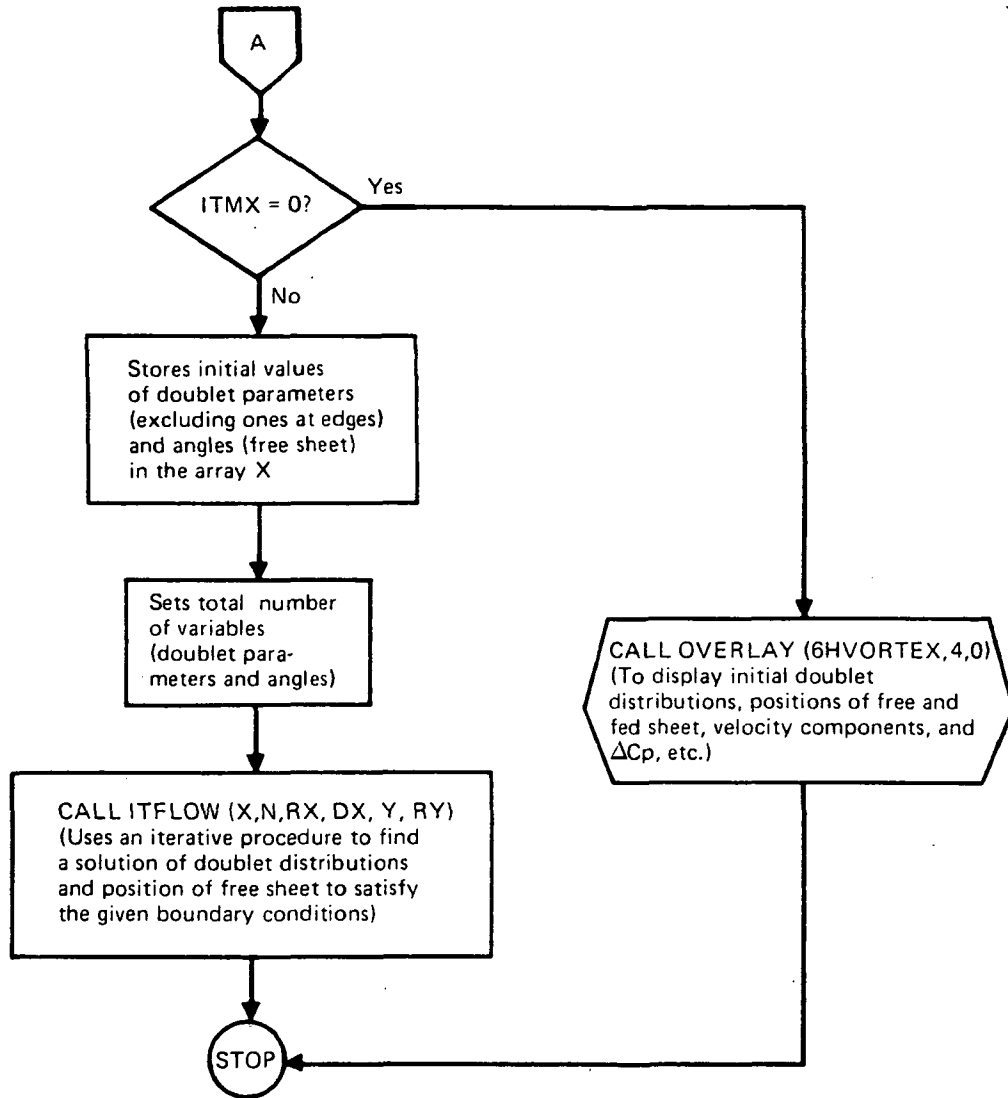 A
ITMX = 0?
Yes
No
Stores initial values
of doublet parameters
(excluding ones at edges)
and angles (free sheet)
in the array X
Sets total number
of variables
(doublet para-
meters and angles)
CALL OVERLAY (6HVORTEX,4,0)
(To display initial doublet
distributions, positions of free and
fed sheet, velocity components, and
ΔCp, etc.)
CALL ITFLOW (X,N,RX, DX, Y, RY)
(Uses an iterative procedure to find
a solution of doublet distributions
and position of free sheet to satisfy
the given boundary conditions)
STOP